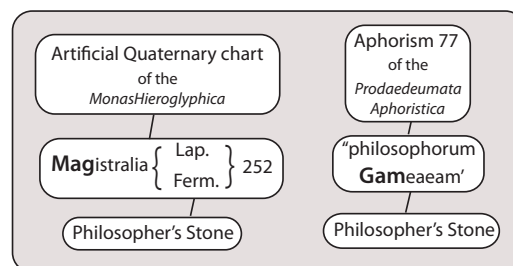 Artificial Quaternary chart
of the
MonasHieroglyphica
Magistralia { Lap. Ferm. } 252
Philosopher's Stone
Aphorism 77
of the
Prodaedeumata
Aphoristica
“philosophorum
Gameaeam’
Philosopher's Stone